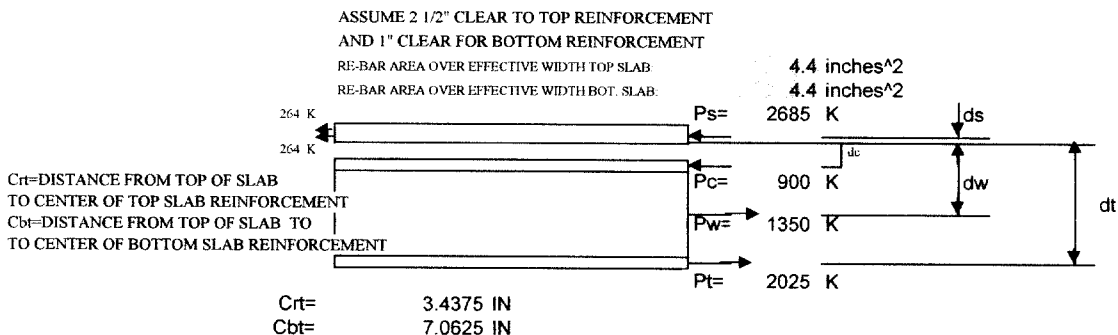 ASSUME 2 1/2" CLEAR TO TOP REINFORCEMENT
AND 1" CLEAR FOR BOTTOM REINFORCEMENT
RE-BAR AREA OVER EFFECTIVE WIDTH TOP SLAB: 4.4 inches^2
RE-BAR AREA OVER EFFECTIVE WIDTH BOT. SLAB: 4.4 inches^2
264 K Ps= 2685 K ds
264 K dc
Crt=DISTANCE FROM TOP OF SLAB Pc= 900 K dw
TO CENTER OF TOP SLAB REINFORCEMENT
Cbt=DISTANCE FROM TOP OF SLAB TO Pw= 1350 K dt
TO CENTER OF BOTTOM SLAB REINFORCEMENT
Pt= 2025 K
Crt= 3.4375 IN
Cbt= 7.0625 IN